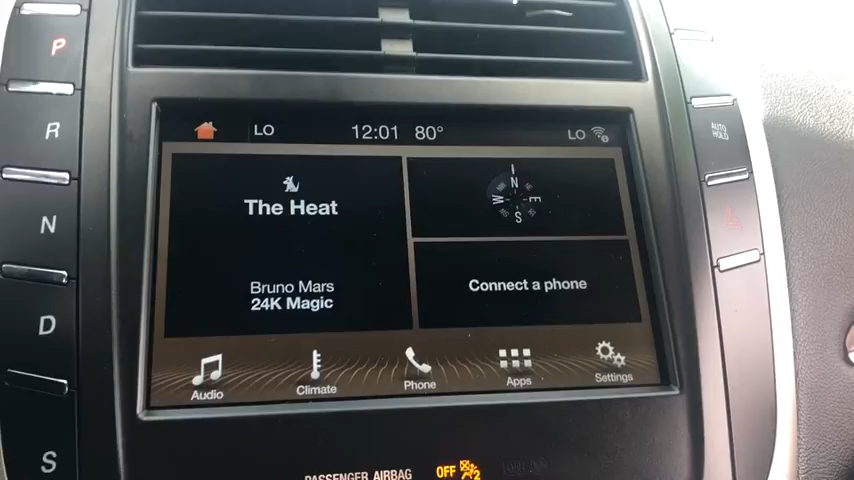 P
R
N
D
S
LO
12:01
80°
LO
The Heat
Bruno Mars
24K Magic
N
E
S
W
Connect a phone
Audio
Climate
Phone
Apps
Settings
AUTO
HOLD
PASSENGER AIRBAG
OFF
2